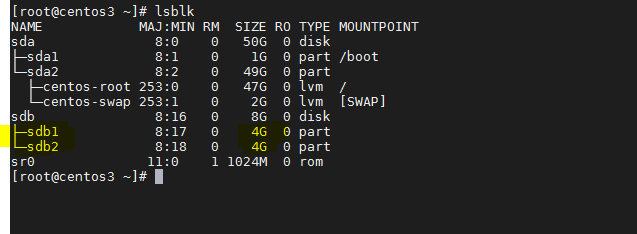 [root@centos3 ~]# lsblk
NAME            MAJ:MIN RM  SIZE RO TYPE MOUNTPOINT
sda               8:0    0   50G  0 disk
├─sda1            8:1    0    1G  0 part /boot
└─sda2            8:2    0   49G  0 part
  ├─centos-root 253:0    0   47G  0 lvm  /
  └─centos-swap 253:1    0    2G  0 lvm  [SWAP]
sdb               8:16   0    8G  0 disk
├─sdb1            8:17   0    4G  0 part
└─sdb2            8:18   0    4G  0 part
sr0              11:0    1 1024M  0 rom
[root@centos3 ~]#